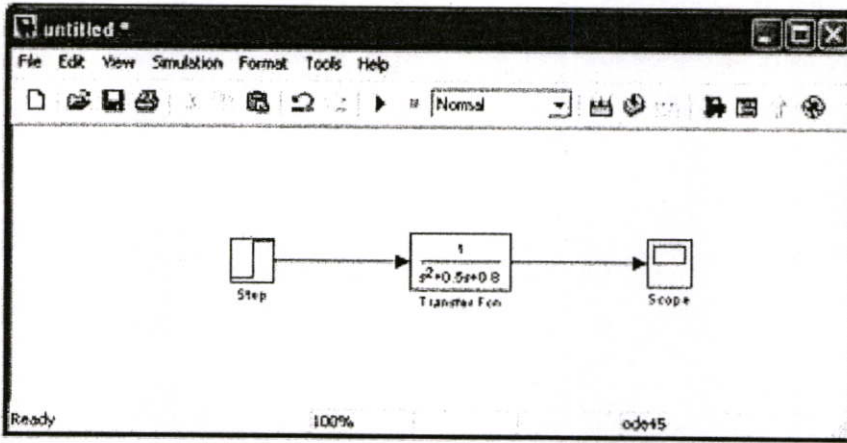 untitled *
File Edit View Simulation Format Tools Help
Normal
1
s²+0.5s+0.8
Step
Transfer Fcn
Scope
Ready 100% ode45